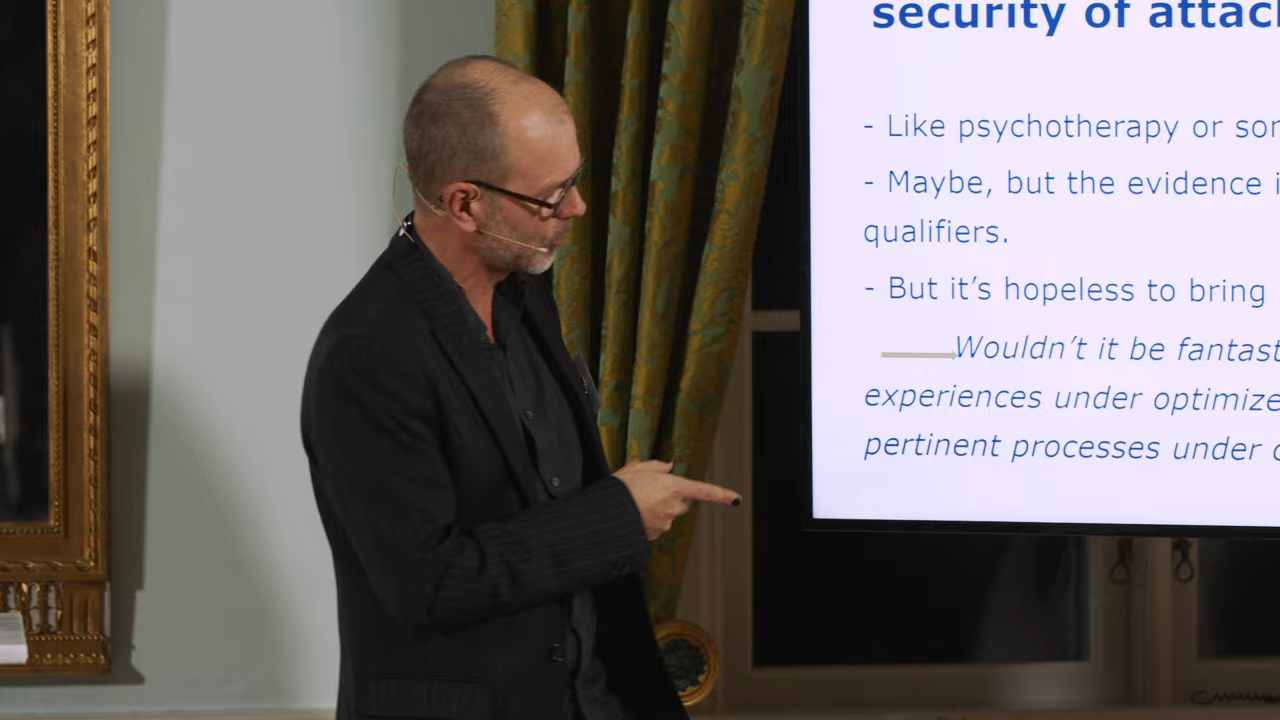 security of attac
- Like psychotherapy or sor
- Maybe, but the evidence i
qualifiers.
- But it's hopeless to bring
Wouldn't it be fantast
experiences under optimize
pertinent processes under